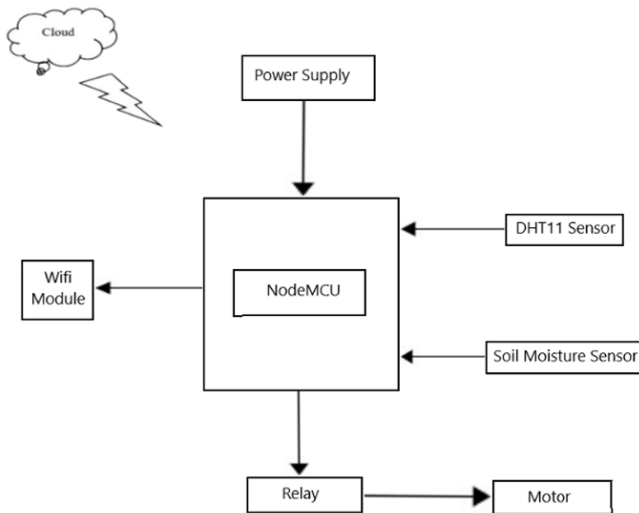 Cloud
Power Supply
DHT11 Sensor
Wifi
Module
NodeMCU
Soil Moisture Sensor
Relay
Motor